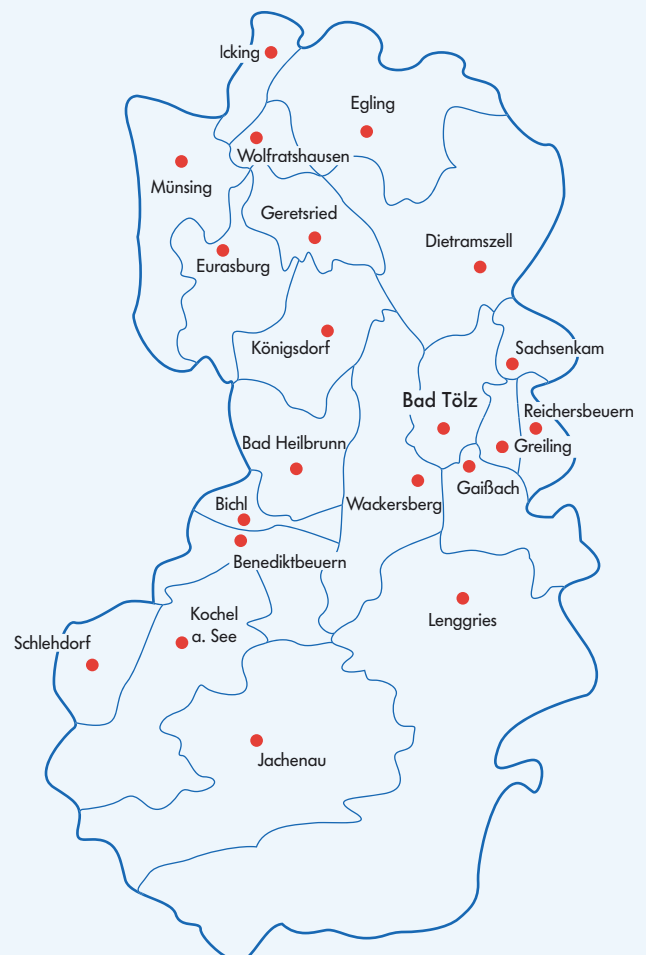 Icking
Egling
Wolfratshausen
Münsing
Geretsried
Dietramszell
Eurasburg
Königsdorf
Sachsenkam
Bad Tölz
Reichersbeuern
Bad Heilbrunn
Greiling
Gaißach
Bichl
Wackersberg
Benediktbeuern
Kochel
a. See
Lenggries
Schlehdorf
Jachenau